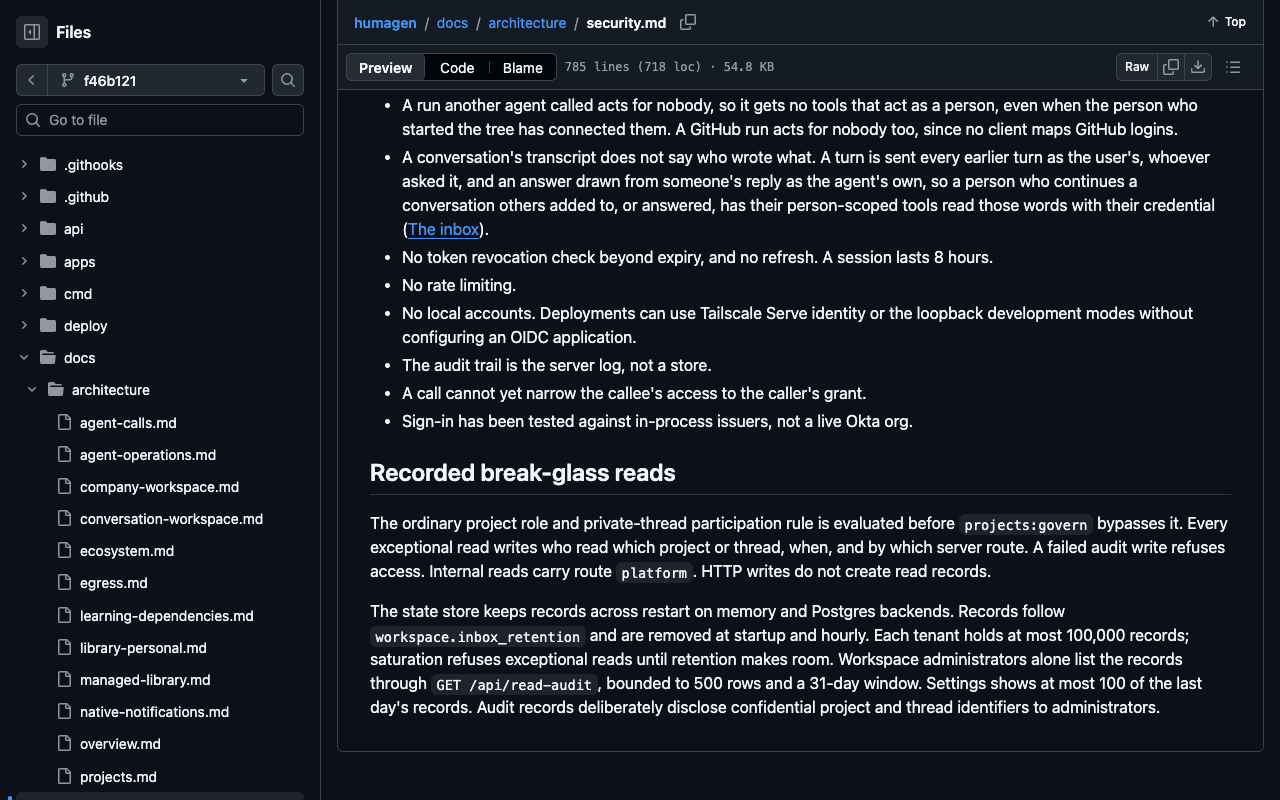 Files
f46b121
Go to file
.githooks
.github
api
apps
cmd
deploy
docs
architecture
agent-calls.md
agent-operations.md
company-workspace.md
conversation-workspace.md
ecosystem.md
egress.md
learning-dependencies.md
library-personal.md
managed-library.md
native-notifications.md
overview.md
projects.md
humagen / docs / architecture / security.md
Top
Preview Code Blame 785 lines (718 loc) · 54.8 KB Raw
• A run another agent called acts for nobody, so it gets no tools that act as a person, even when the person who
started the tree has connected them. A GitHub run acts for nobody too, since no client maps GitHub logins.
• A conversation's transcript does not say who wrote what. A turn is sent every earlier turn as the user's, whoever
asked it, and an answer drawn from someone's reply as the agent's own, so a person who continues a
conversation others added to, or answered, has their person-scoped tools read those words with their credential
(The inbox).
• No token revocation check beyond expiry, and no refresh. A session lasts 8 hours.
• No rate limiting.
• No local accounts. Deployments can use Tailscale Serve identity or the loopback development modes without
configuring an OIDC application.
• The audit trail is the server log, not a store.
• A call cannot yet narrow the callee's access to the caller's grant.
• Sign-in has been tested against in-process issuers, not a live Okta org.
Recorded break-glass reads
The ordinary project role and private-thread participation rule is evaluated before projects:govern bypasses it. Every
exceptional read writes who read which project or thread, when, and by which server route. A failed audit write refuses
access. Internal reads carry route platform. HTTP writes do not create read records.
The state store keeps records across restart on memory and Postgres backends. Records follow
workspace.inbox_retention and are removed at startup and hourly. Each tenant holds at most 100,000 records;
saturation refuses exceptional reads until retention makes room. Workspace administrators alone list the records
through GET /api/read-audit, bounded to 500 rows and a 31-day window. Settings shows at most 100 of the last
day's records. Audit records deliberately disclose confidential project and thread identifiers to administrators.